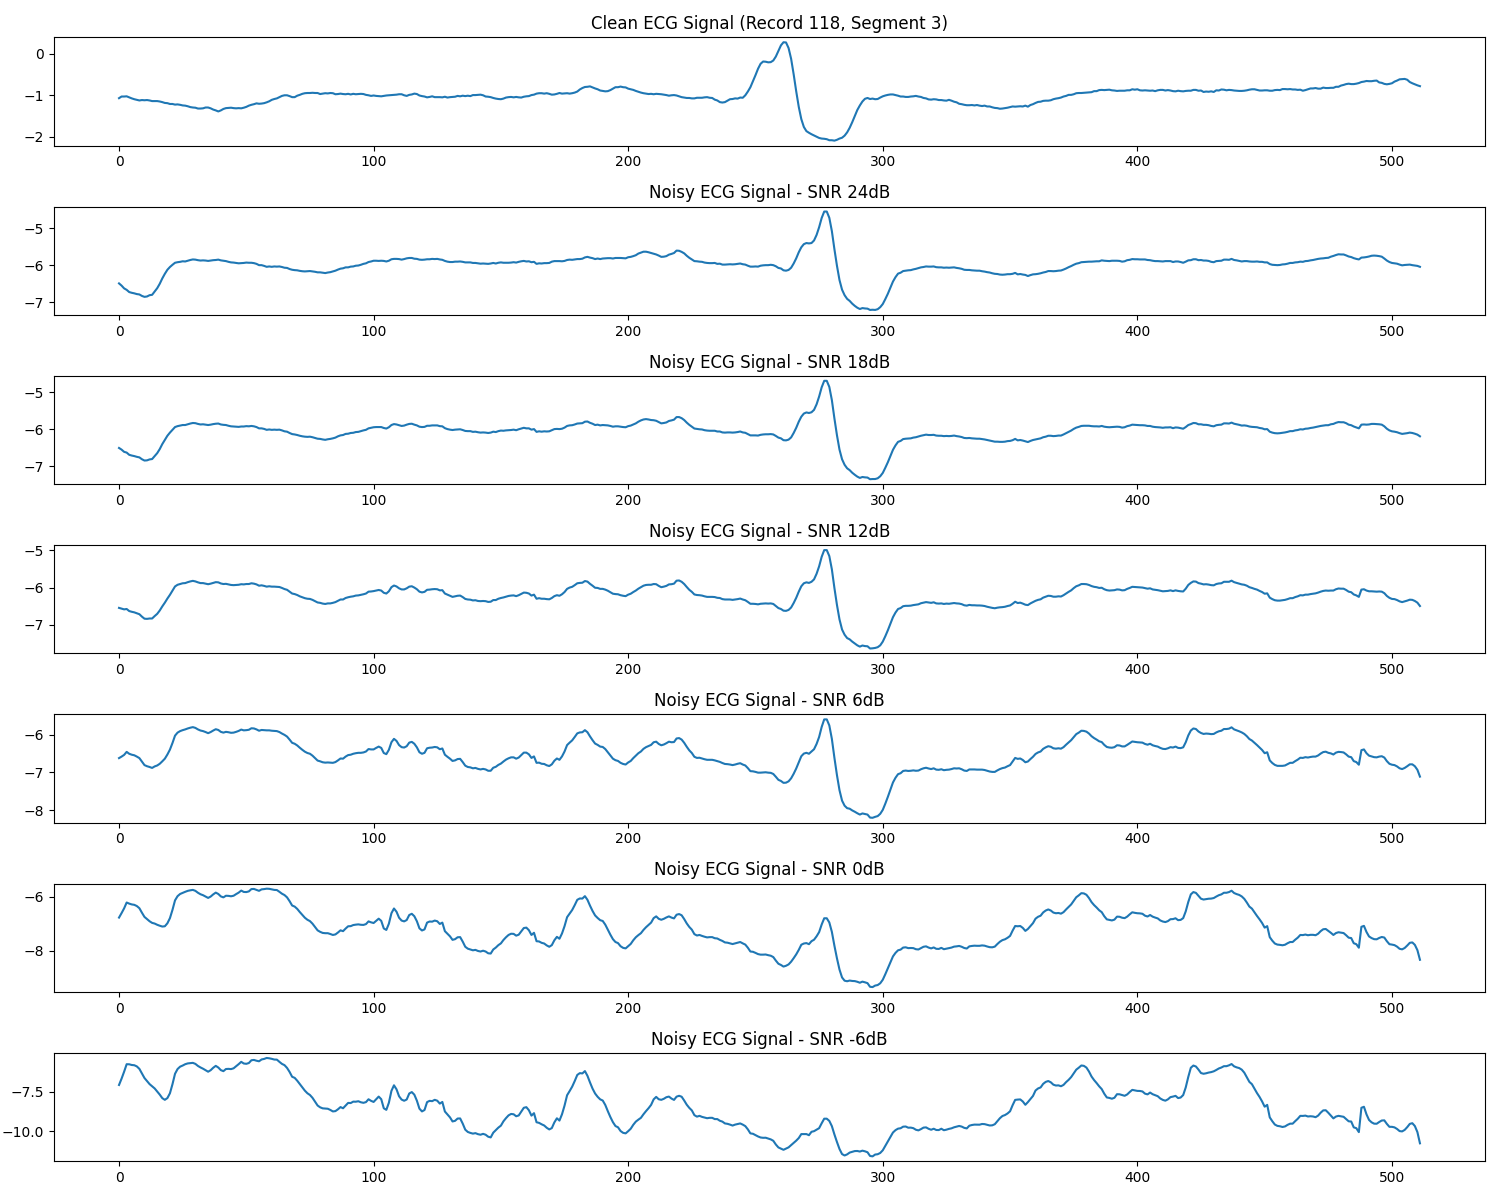 Clean ECG Signal (Record 118, Segment 3)
0
−1
−2
0 100 200 300 400 500
Noisy ECG Signal - SNR 24dB
−5
−6
−7
0 100 200 300 400 500
Noisy ECG Signal - SNR 18dB
−5
−6
−7
0 100 200 300 400 500
Noisy ECG Signal - SNR 12dB
−5
−6
−7
0 100 200 300 400 500
Noisy ECG Signal - SNR 6dB
−6
−7
−8
0 100 200 300 400 500
Noisy ECG Signal - SNR 0dB
−6
−8
0 100 200 300 400 500
Noisy ECG Signal - SNR -6dB
−7.5
−10.0
0 100 200 300 400 500